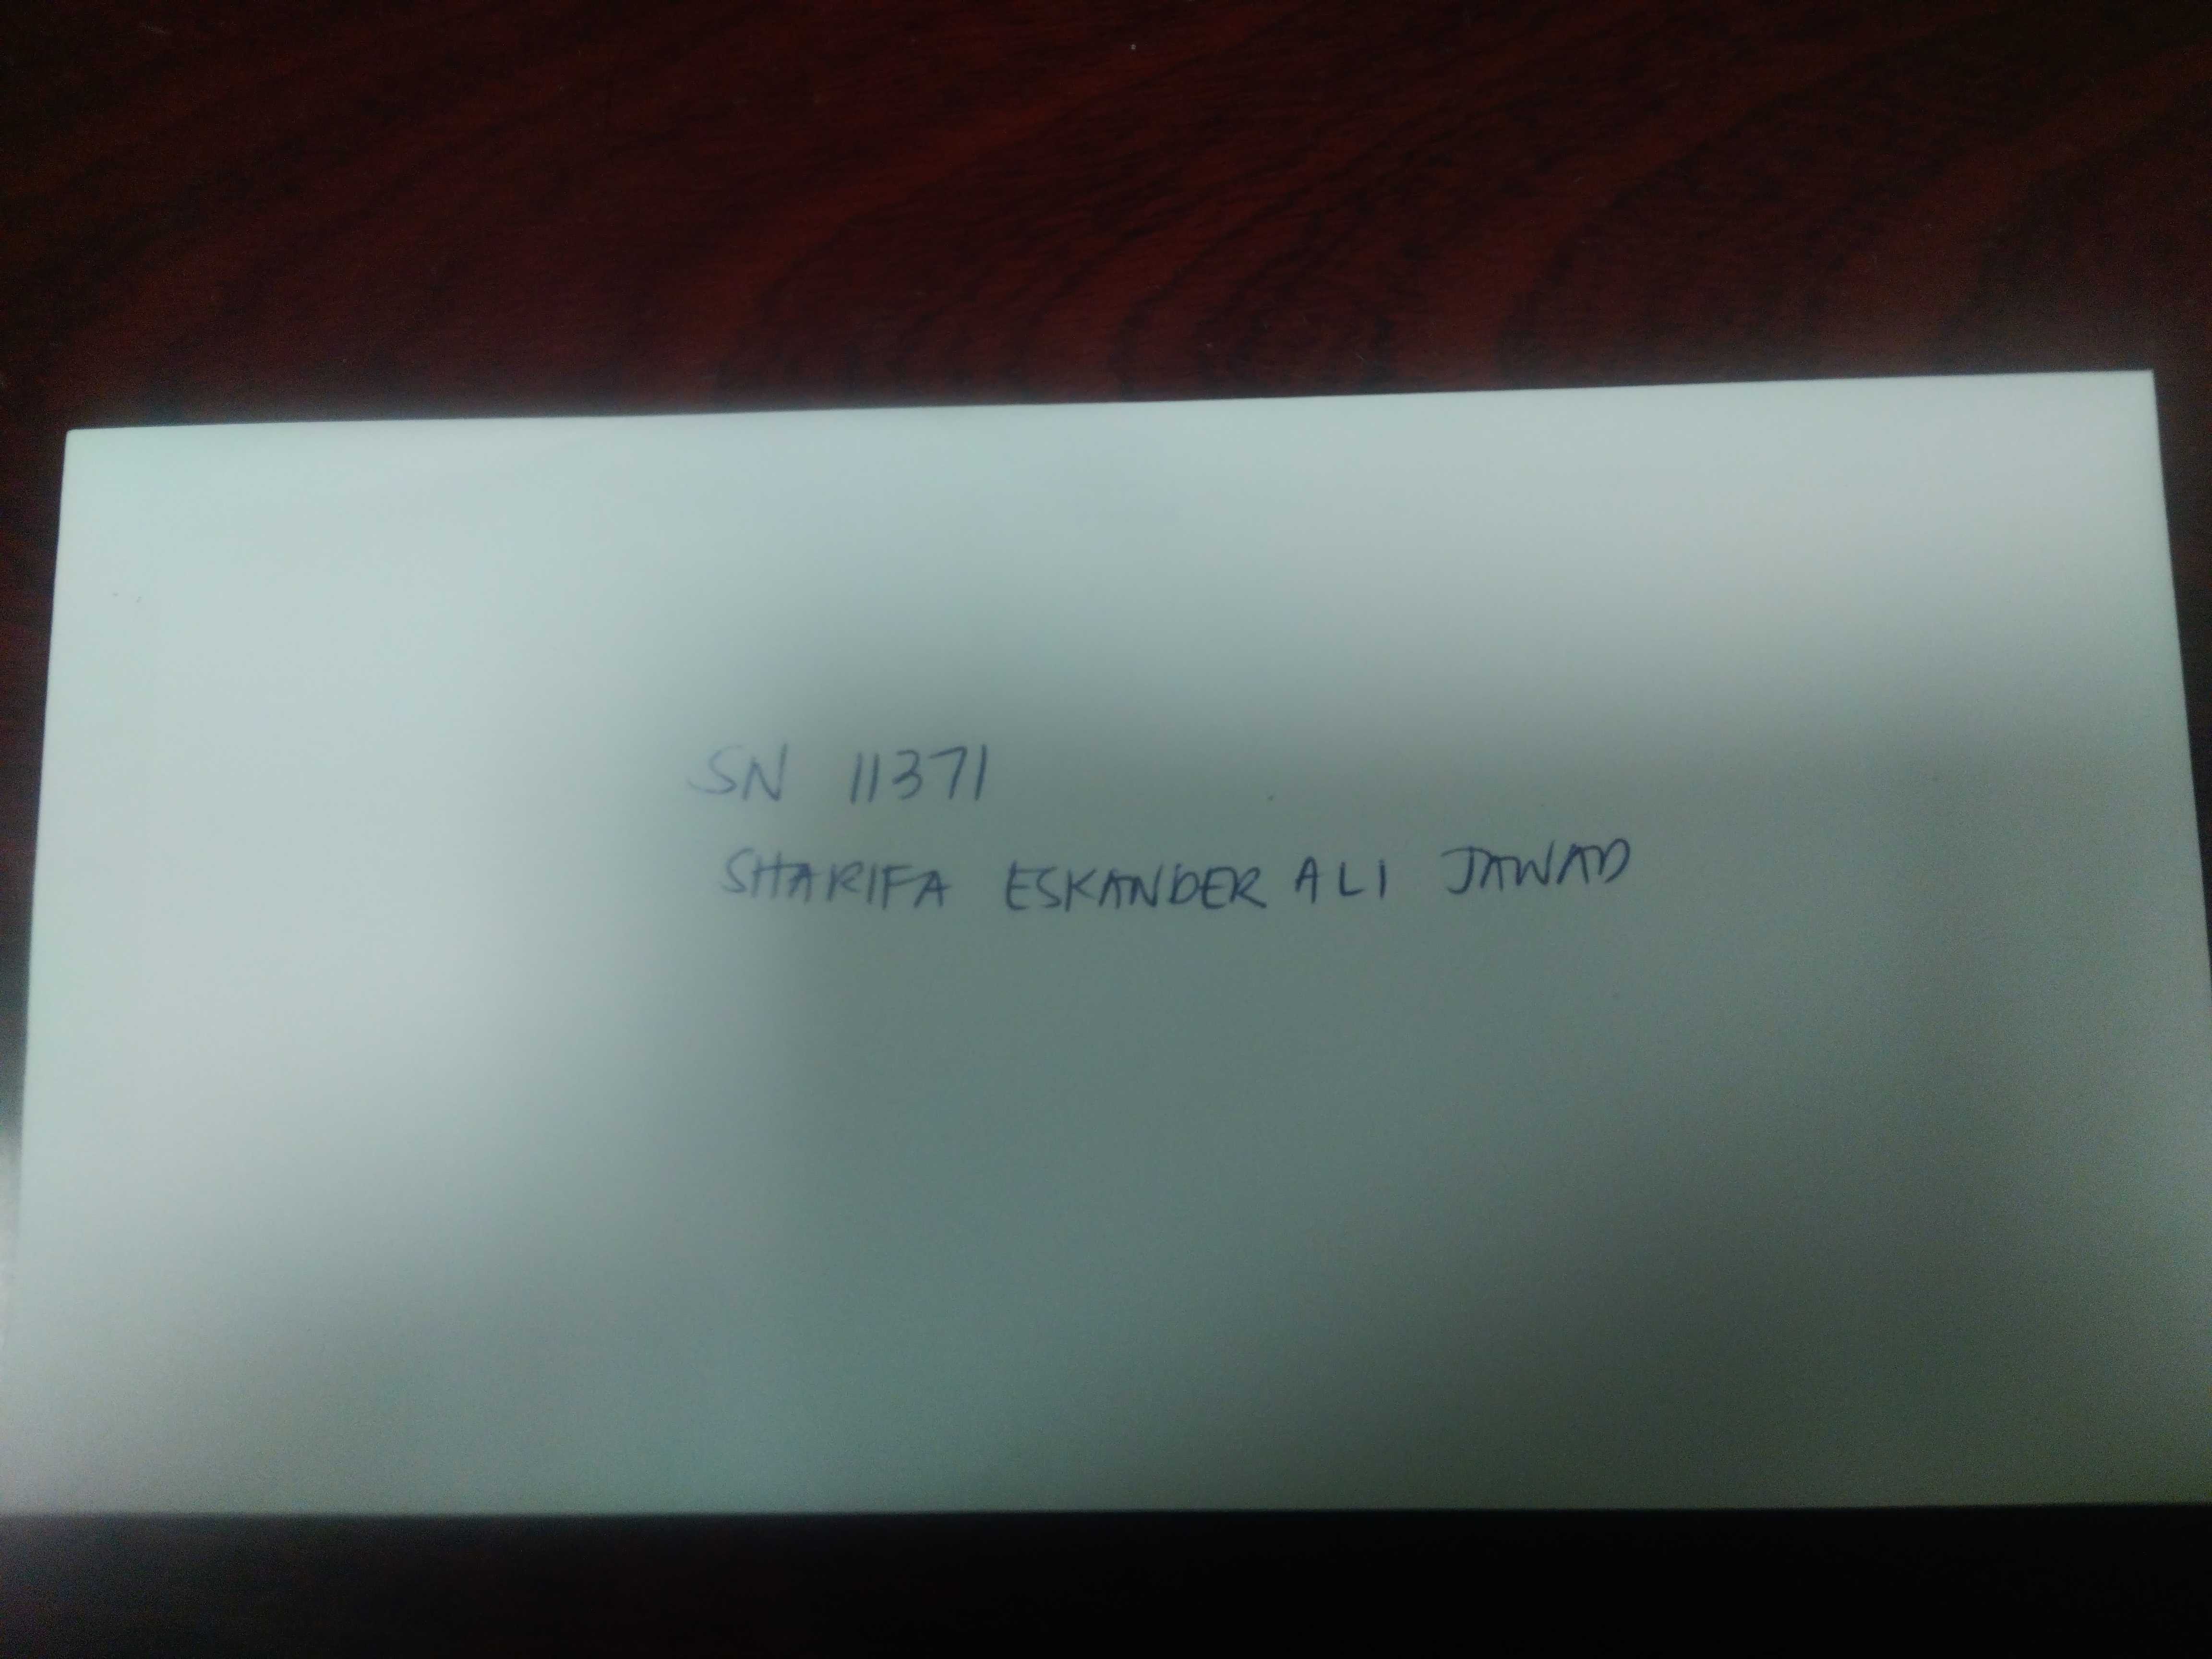 SN 11371
SHARIFA ESKANDER ALI JAWAD